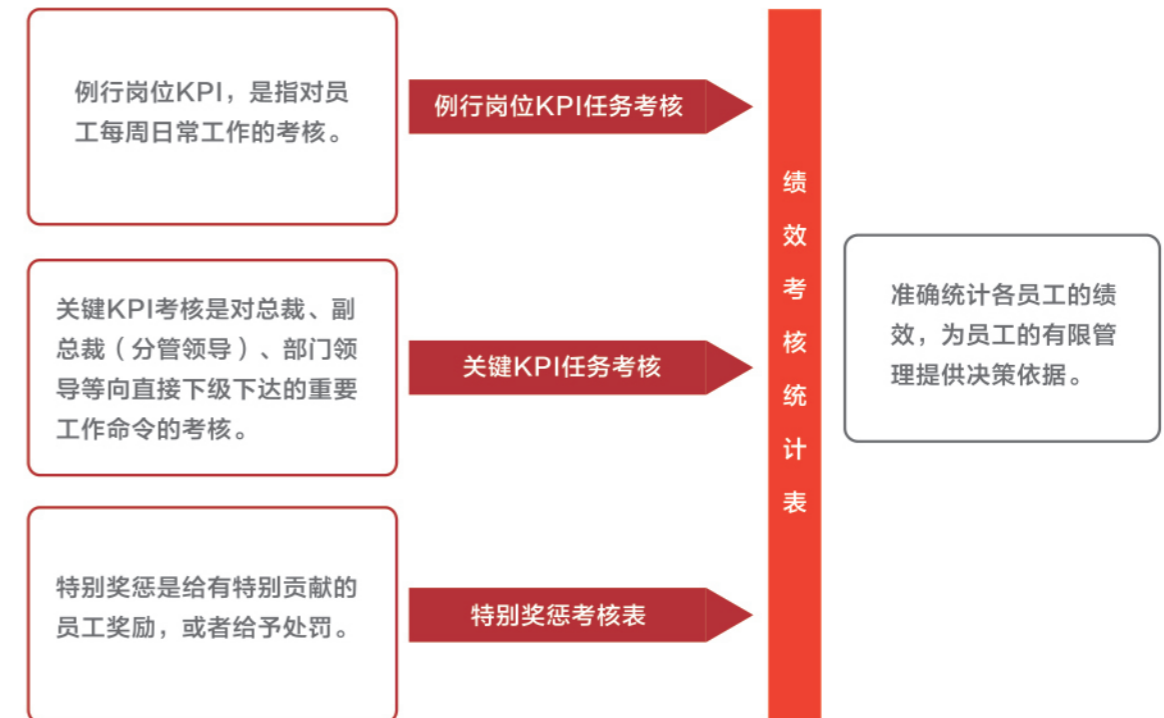 例行岗位KPI，是指对员
工每周日常工作的考核。
例行岗位KPI任务考核
关键KPI考核是对总裁、副
总裁（分管领导）、部门领
导等向直接下级下达的重要
工作命令的考核。
关键KPI任务考核
特别奖惩是给有特别贡献的
员工奖励，或者给予处罚。
特别奖惩考核表
绩效考核统计表
准确统计各员工的绩
效，为员工的有限管
理提供决策依据。